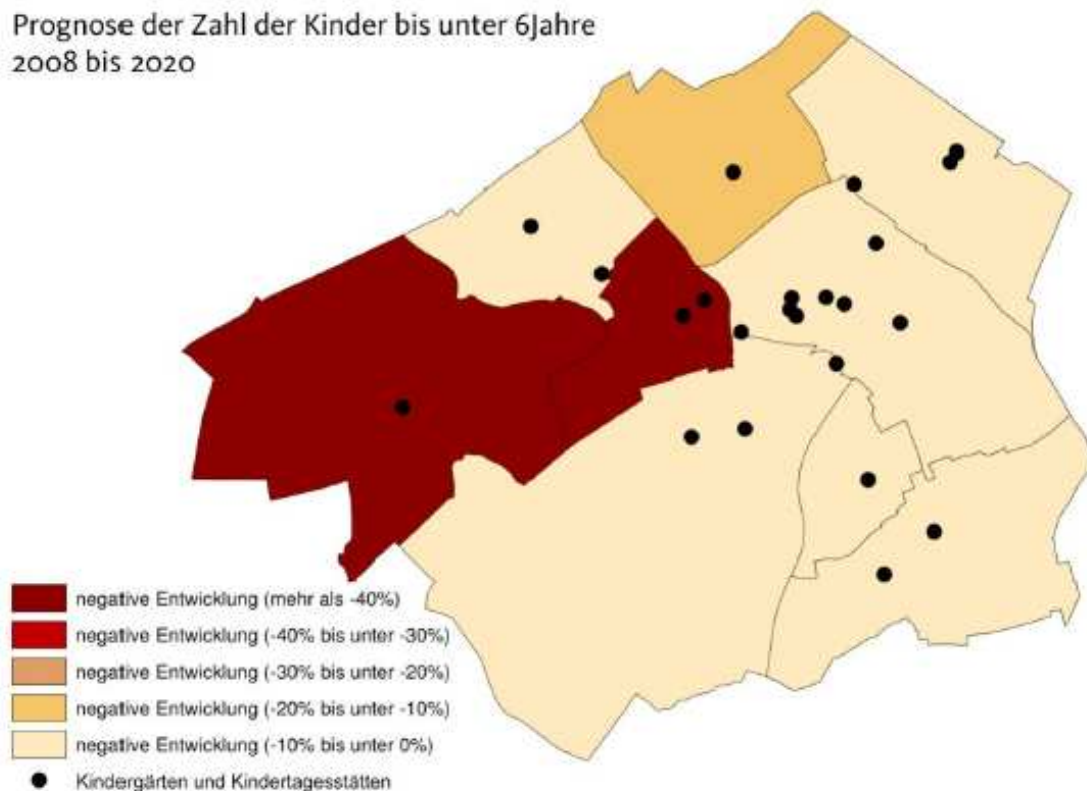 Prognose der Zahl der Kinder bis unter 6Jahre
2008 bis 2020
negative Entwicklung (mehr als -40%)
negative Entwicklung (-40% bis unter -30%)
negative Entwicklung (-30% bis unter -20%)
negative Entwicklung (-20% bis unter -10%)
negative Entwicklung (-10% bis unter 0%)
Kindergärten und Kindertagesstätten